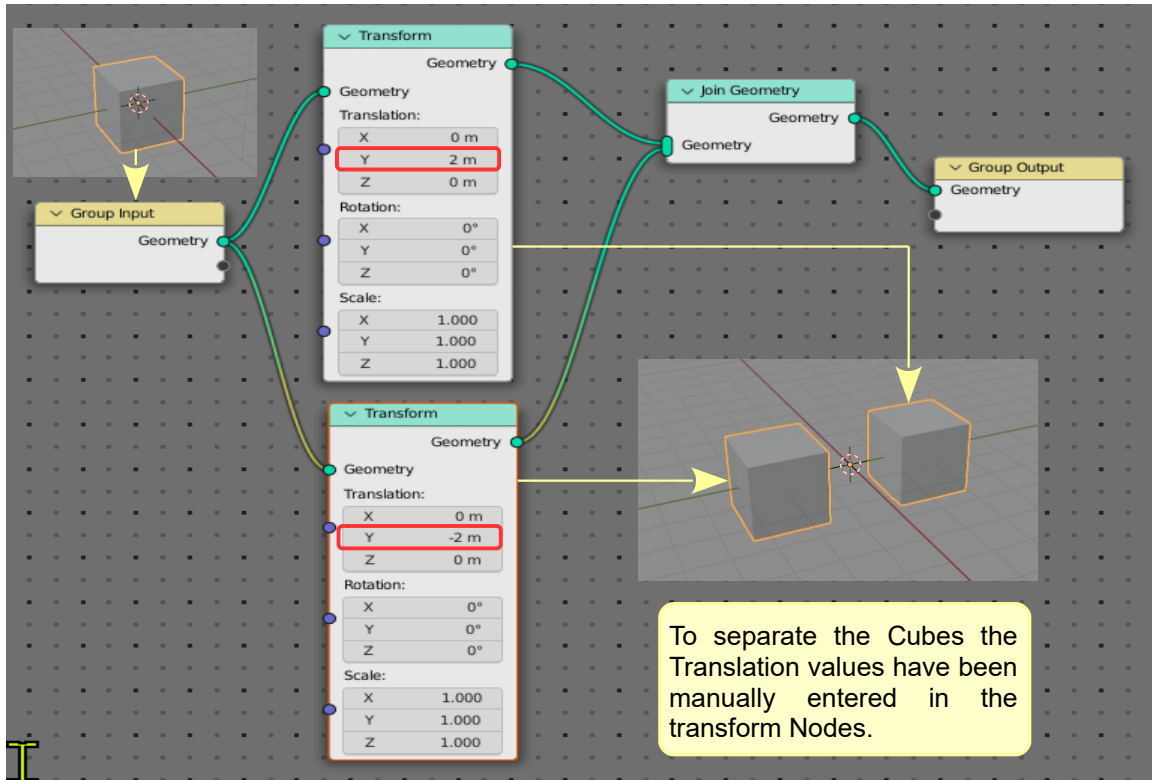 Transform
Geometry
Geometry
Translation:
X 0 m
Y 2 m
Z 0 m
Rotation:
X 0°
Y 0°
Z 0°
Scale:
X 1.000
Y 1.000
Z 1.000
Join Geometry
Geometry
Geometry
Group Output
Geometry
Group Input
Geometry
Transform
Geometry
Geometry
Translation:
X 0 m
Y -2 m
Z 0 m
Rotation:
X 0°
Y 0°
Z 0°
Scale:
X 1.000
Y 1.000
Z 1.000
To separate the Cubes the
Translation values have been
manually entered in the
transform Nodes.